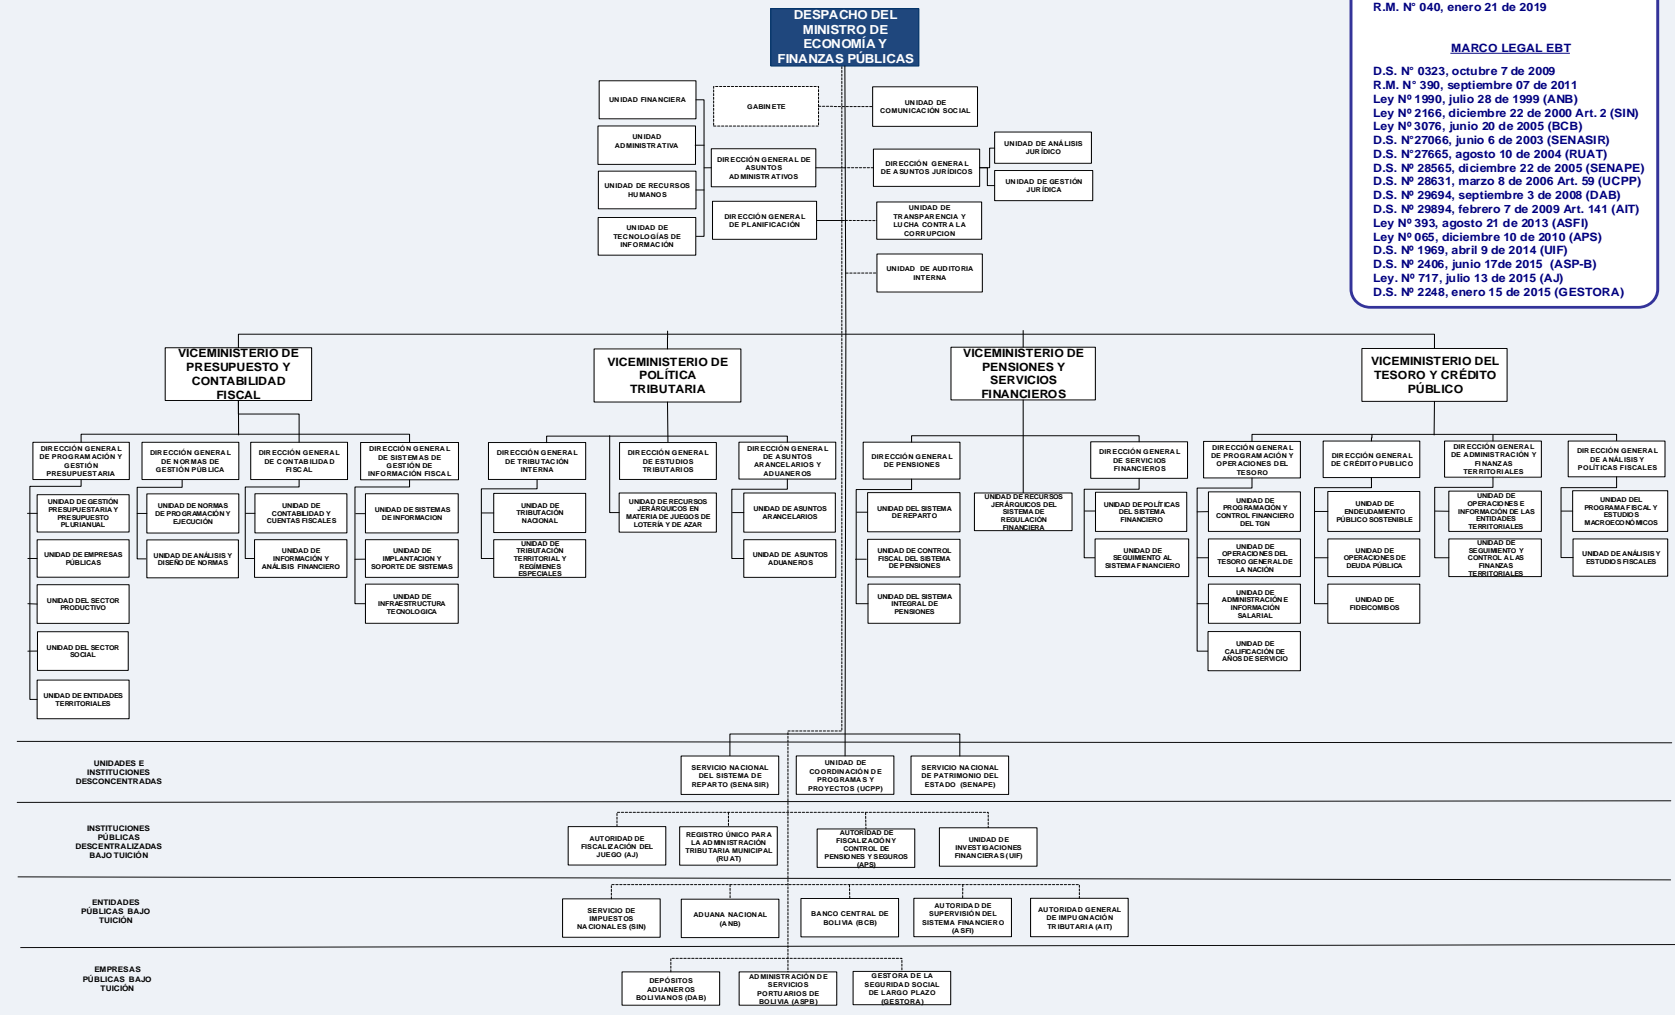 R.M. N° 040, enero 21 de 2019
MARCO LEGAL EBT
D.S. N° 0323, octubre 7 de 2009
R.M. N° 390, septiembre 07 de 2011
Ley Nº 1990, julio 28 de 1999 (ANB)
Ley Nº 2166, diciembre 22 de 2000 Art. 2 (SIN)
Ley Nº 3076, junio 20 de 2005 (BCB)
D.S. N°27066, junio 6 de 2003 (SENASIR)
D.S. N°27665, agosto 10 de 2004 (RUAT)
D.S. Nº 28565, diciembre 22 de 2005 (SENAPE)
D.S. Nº 28631, marzo 8 de 2006 Art. 59 (UCPP)
D.S. Nº 29694, septiembre 3 de 2008 (DAB)
D.S. Nº 29894, febrero 7 de 2009 Art. 141 (AIT)
Ley Nº 393, agosto 21 de 2013 (ASFI)
Ley Nº 065, diciembre 10 de 2010 (APS)
D.S. Nº 1969, abril 9 de 2014 (UIF)
D.S. Nº 2406, junio 17de 2015 (ASP-B)
Ley. Nº 717, julio 13 de 2015 (AJ)
D.S. Nº 2248, enero 15 de 2015 (GESTORA)
DESPACHO DEL
MINISTRO DE
ECONOMÍA Y
FINANZAS PÚBLICAS
UNIDAD FINANCIERA
GABINETE
UNIDAD DE
COMUNICACIÓN SOCIAL
UNIDAD
ADMINISTRATIVA
DIRECCIÓN GENERAL DE
ASUNTOS
ADMINISTRATIVOS
DIRECCIÓN GENERAL
DE ASUNTOS JURÍDICOS
UNIDAD DE ANÁLISIS
JURÍDICO
UNIDAD DE GESTIÓN
JURÍDICA
UNIDAD DE RECURSOS
HUMANOS
UNIDAD DE
TECNOLOGÍAS DE
INFORMACIÓN
DIRECCIÓN GENERAL
DE PLANIFICACIÓN
UNIDAD DE
TRANSPARENCIA Y
LUCHA CONTRA LA
CORRUPCION
UNIDAD DE AUDITORIA
INTERNA
VICEMINISTERIO DE
PRESUPUESTO Y
CONTABILIDAD
FISCAL
VICEMINISTERIO DE
POLÍTICA
TRIBUTARIA
VICEMINISTERIO DE
PENSIONES Y
SERVICIOS
FINANCIEROS
VICEMINISTERIO DEL
TESORO Y CRÉDITO
PÚBLICO
DIRECCIÓN GENERAL
DE PROGRAMACIÓN Y
GESTIÓN
PRESUPUESTARIA
DIRECCIÓN GENERAL
DE NORMAS DE
GESTIÓN PÚBLICA
DIRECCIÓN GENERAL
DE CONTABILIDAD
FISCAL
DIRECCIÓN GENERAL
DE SISTEMAS DE
GESTIÓN DE
INFORMACIÓN FISCAL
DIRECCIÓN GENERAL
DE TRIBUTACIÓN
INTERNA
DIRECCIÓN GENERAL
DE ESTUDIOS
TRIBUTARIOS
DIRECCIÓN GENERAL
DE ASUNTOS
ARANCELARIOS Y
ADUANEROS
DIRECCIÓN GENERAL
DE PENSIONES
DIRECCIÓN GENERAL
DE SERVICIOS
FINANCIEROS
DIRECCIÓN GENERAL
DE PROGRAMACIÓN Y
OPERACIONES DEL
TESORO
DIRECCIÓN GENERAL
DE CRÉDITO PUBLICO
DIRECCIÓN GENERAL
DE ADMINISTRACIÓN Y
FINANZAS
TERRITORIALES
DIRECCIÓN GENERAL
DE ANÁLISIS Y
POLÍTICAS FISCALES
UNIDAD DE GESTIÓN
PRESUPUESTARIA Y
PRESUPUESTO
PLURIANUAL
UNIDAD DE NORMAS
DE PROGRAMACIÓN Y
EJECUCIÓN
UNIDAD DE
CONTABILIDAD Y
CUENTAS FISCALES
UNIDAD DE SISTEMAS
DE INFORMACION
UNIDAD DE
TRIBUTACIÓN
NACIONAL
UNIDAD DE RECURSOS
JERÁRQUICOS EN
MATERIA DE JUEGOS DE
LOTERÍA Y DE AZAR
UNIDAD DE ASUNTOS
ARANCELARIOS
UNIDAD DEL SISTEMA
DE REPARTO
UNIDAD DE RECURSOS
JERÁRQUICOS DEL
SISTEMA DE
REGULACIÓN
FINANCIERA
UNIDAD DE POLÍTICAS
DEL SISTEMA
FINANCIERO
UNIDAD DE
PROGRAMACIÓN Y
CONTROL FINANCIERO
DEL TGN
UNIDAD DE
ENDEUDAMIENTO
PÚBLICO SOSTENIBLE
UNIDAD DE
OPERACIONES E
INFORMACIÓN DE LAS
ENTIDADES
TERRITORIALES
UNIDAD DEL
PROGRAMA FISCAL Y
ESTUDIOS
MACROECONÓMICOS
UNIDAD DE EMPRESAS
PÚBLICAS
UNIDAD DE ANÁLISIS Y
DISEÑO DE NORMAS
UNIDAD DE
INFORMACIÓN Y
ANÁLISIS FINANCIERO
UNIDAD DE
IMPLANTACION Y
SOPORTE DE SISTEMAS
UNIDAD DE
TRIBUTACIÓN
TERRITORIAL Y
REGÍMENES
ESPECIALES
UNIDAD DE ASUNTOS
ADUANEROS
UNIDAD DE CONTROL
FISCAL DEL SISTEMA
DE PENSIONES
UNIDAD DE
SEGUIMIENTO AL
SISTEMA FINANCIERO
UNIDAD DE
OPERACIONES DEL
TESORO GENERAL DE
LA NACIÓN
UNIDAD DE
OPERACIONES DE
DEUDA PÚBLICA
UNIDAD DE
SEGUIMIENTO Y
CONTROL A LAS
FINANZAS
TERRITORIALES
UNIDAD DE ANÁLISIS Y
ESTUDIOS FISCALES
UNIDAD DEL SECTOR
PRODUCTIVO
UNIDAD DE
INFRAESTRUCTURA
TECNOLOGICA
UNIDAD DEL SISTEMA
INTEGRAL DE
PENSIONES
UNIDAD DE
ADMINISTRACIÓN E
INFORMACIÓN
SALARIAL
UNIDAD DE
FIDEICOMISOS
UNIDAD DEL SECTOR
SOCIAL
UNIDAD DE
CALIFICACIÓN DE
AÑOS DE SERVICIO
UNIDAD DE ENTIDADES
TERRITORIALES
UNIDADES E
INSTITUCIONES
DESCONCENTRADAS
SERVICIO NACIONAL
DEL SISTEMA DE
REPARTO (SENASIR)
UNIDAD DE
COORDINACIÓN DE
PROGRAMAS Y
PROYECTOS (UCPP)
SERVICIO NACIONAL
DE PATRIMONIO DEL
ESTADO (SENAPE)
INSTITUCIONES
PÚBLICAS
DESCENTRALIZADAS
BAJO TUICIÓN
AUTORIDAD DE
FISCALIZACIÓN DEL
JUEGO (AJ)
REGISTRO ÚNICO PARA
LA ADMINISTRACIÓN
TRIBUTARIA MUNICIPAL
(RUAT)
AUTORIDAD DE
FISCALIZACIÓN Y
CONTROL DE
PENSIONES Y SEGUROS
(APS)
UNIDAD DE
INVESTIGACIONES
FINANCIERAS (UIF)
ENTIDADES
PÚBLICAS BAJO
TUICIÓN
SERVICIO DE
IMPUESTOS
NACIONALES (SIN)
ADUANA NACIONAL
(ANB)
BANCO CENTRAL DE
BOLIVIA (BCB)
AUTORIDAD DE
SUPERVISIÓN DEL
SISTEMA FINANCIERO
(ASFI)
AUTORIDAD GENERAL
DE IMPUGNACIÓN
TRIBUTARIA (AIT)
EMPRESAS
PÚBLICAS BAJO
TUICIÓN
DEPÓSITOS
ADUANEROS
BOLIVIANOS (DAB)
ADMINISTRACIÓN DE
SERVICIOS
PORTUARIOS DE
BOLIVIA (ASPB)
GESTORA DE LA
SEGURIDAD SOCIAL
DE LARGO PLAZO
(GESTORA)